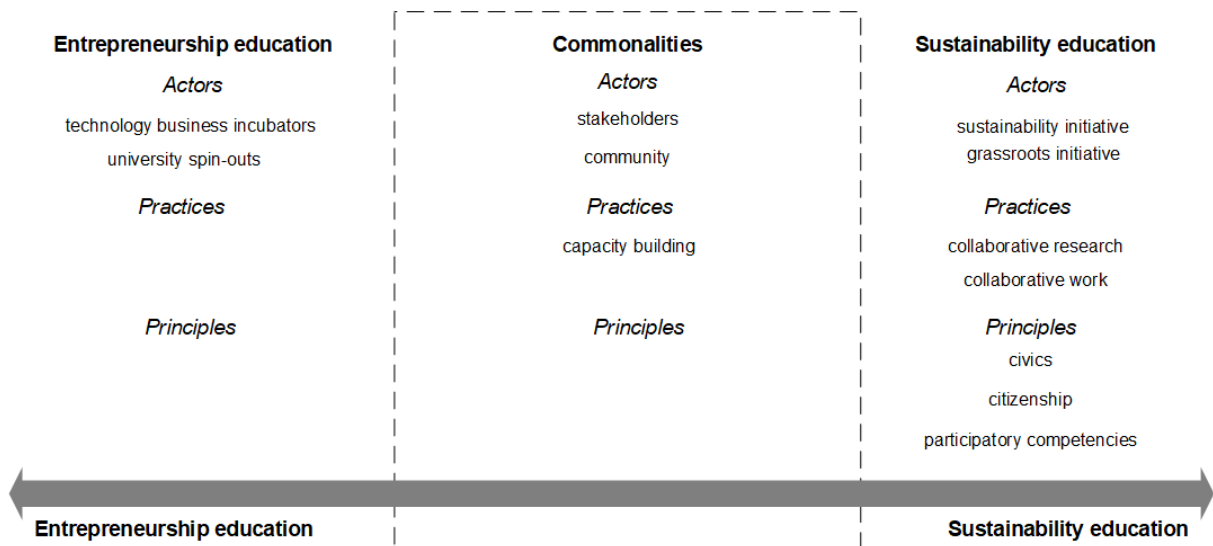 Entrepreneurship education
Actors
technology business incubators
university spin-outs
Practices
Principles
Commonalities
Actors
stakeholders
community
Practices
capacity building
Principles
Sustainability education
Actors
sustainability initiative
grassroots initiative
Practices
collaborative research
collaborative work
Principles
civics
citizenship
participatory competencies
Entrepreneurship education
Sustainability education